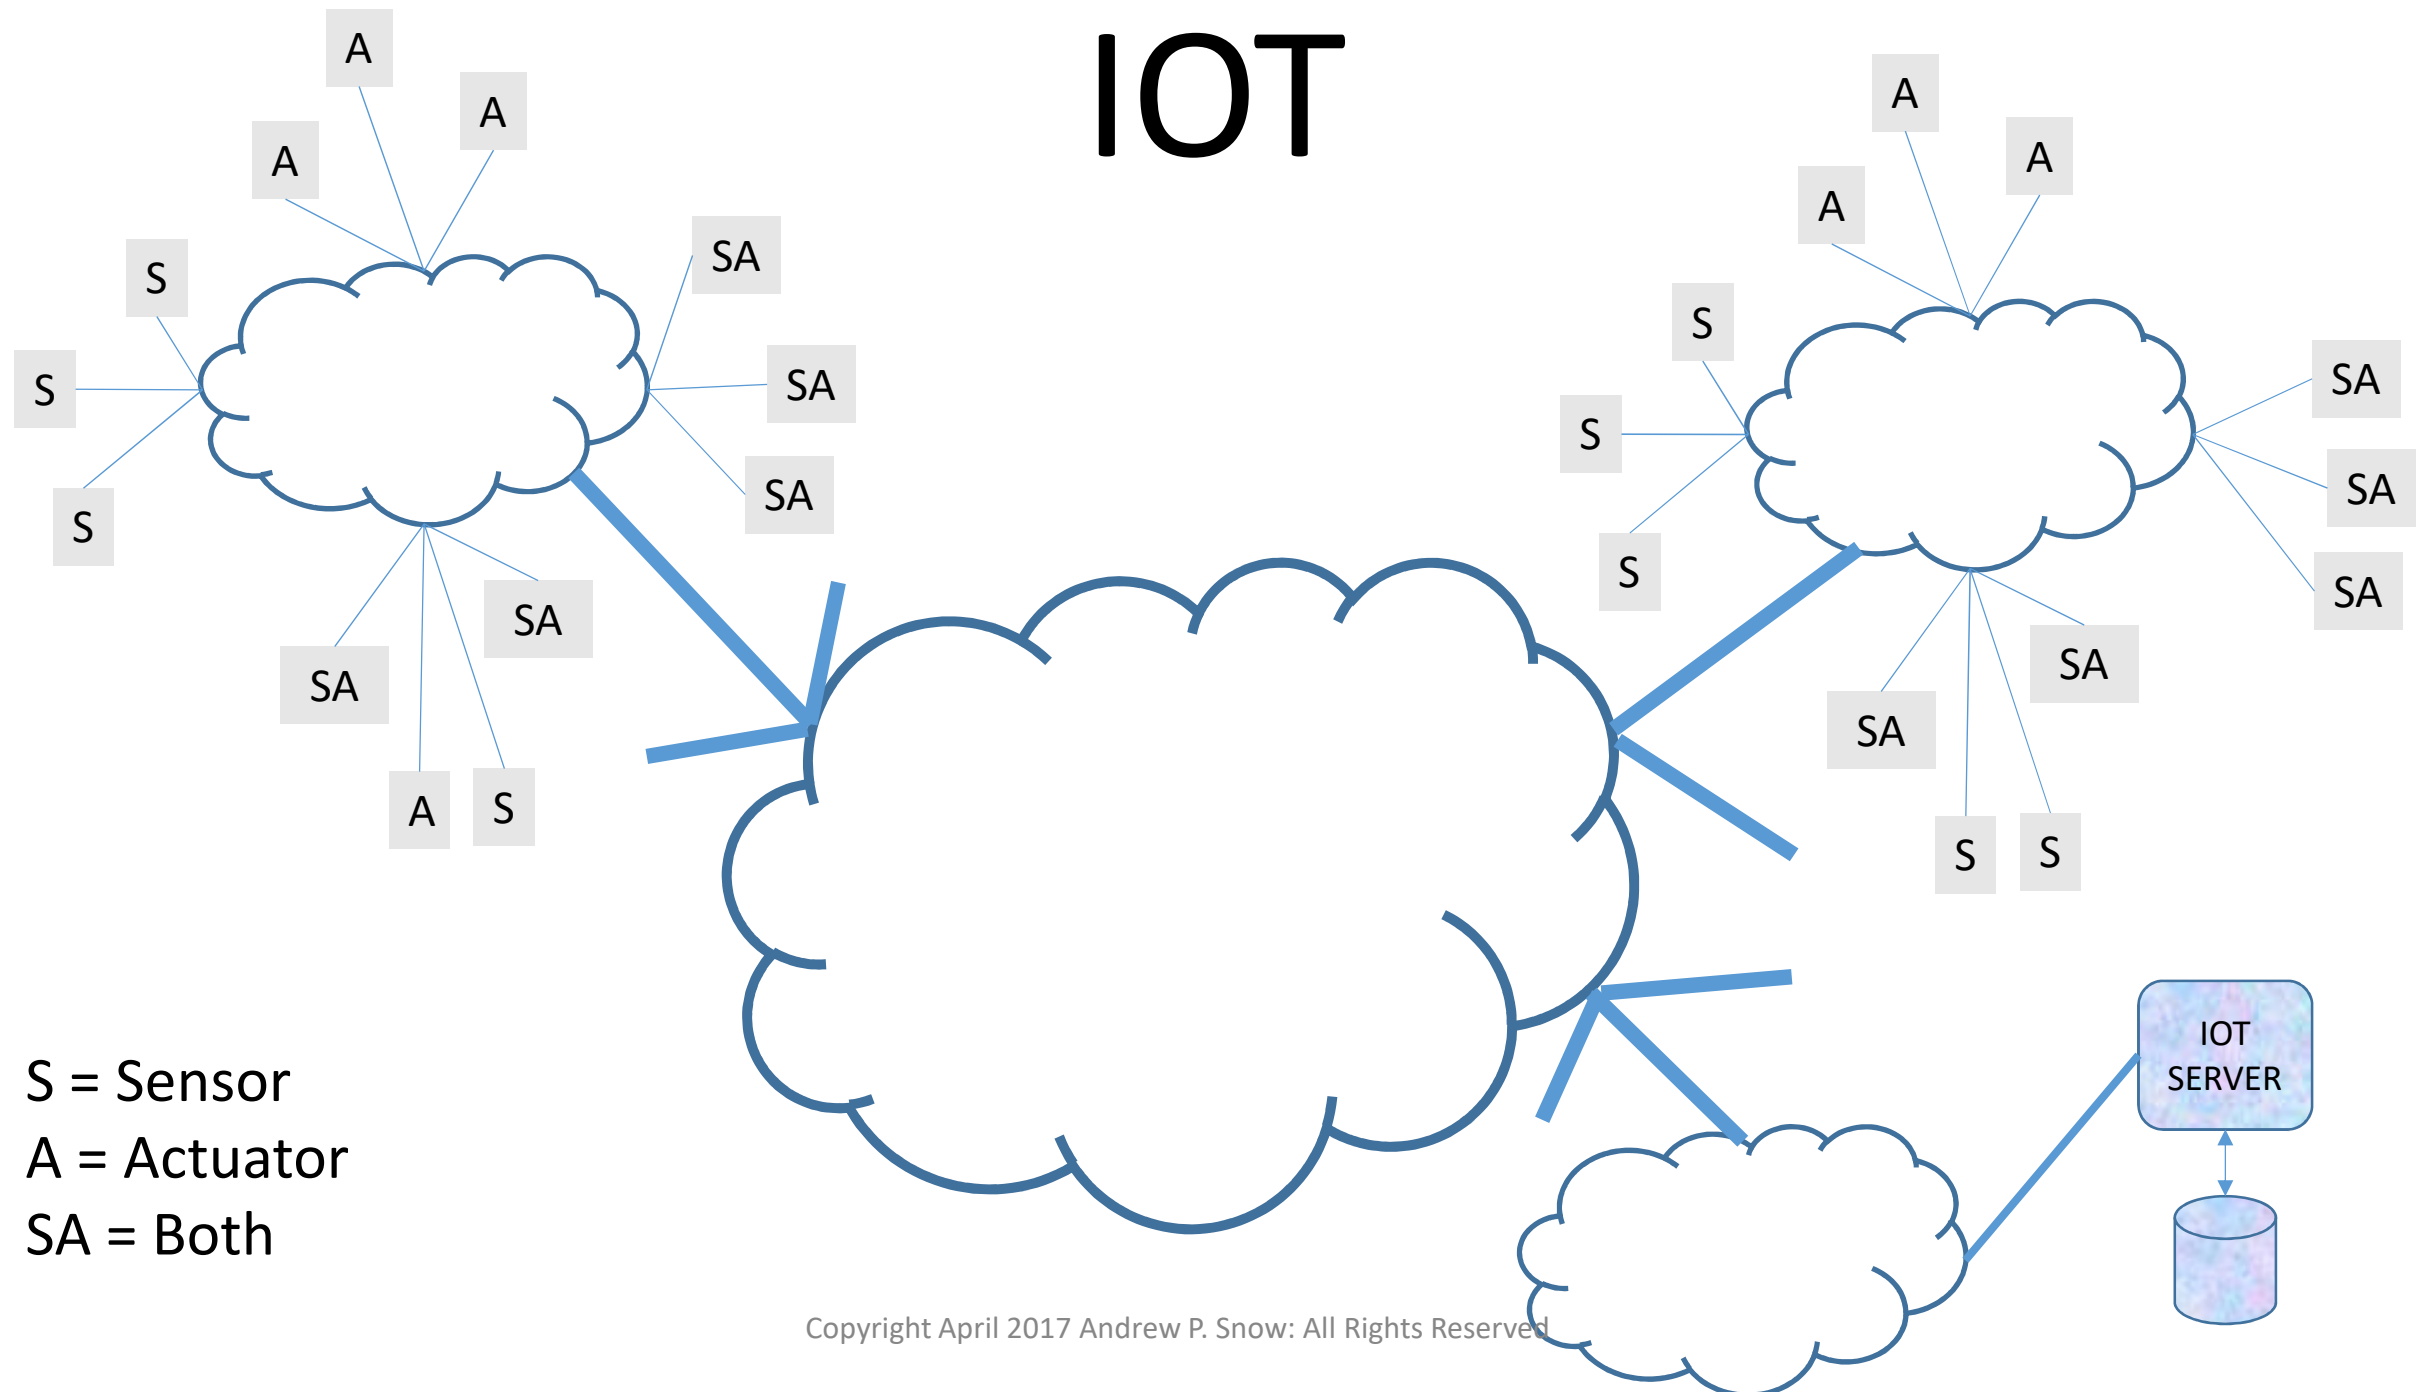 IOT
A
A
A
S
S
S
SA
SA
SA
SA
SA
A
S
A
A
A
S
S
S
SA
SA
SA
SA
SA
S
S
S = Sensor
A = Actuator
SA = Both
IOT
SERVER
Copyright April 2017 Andrew P. Snow: All Rights Reserved